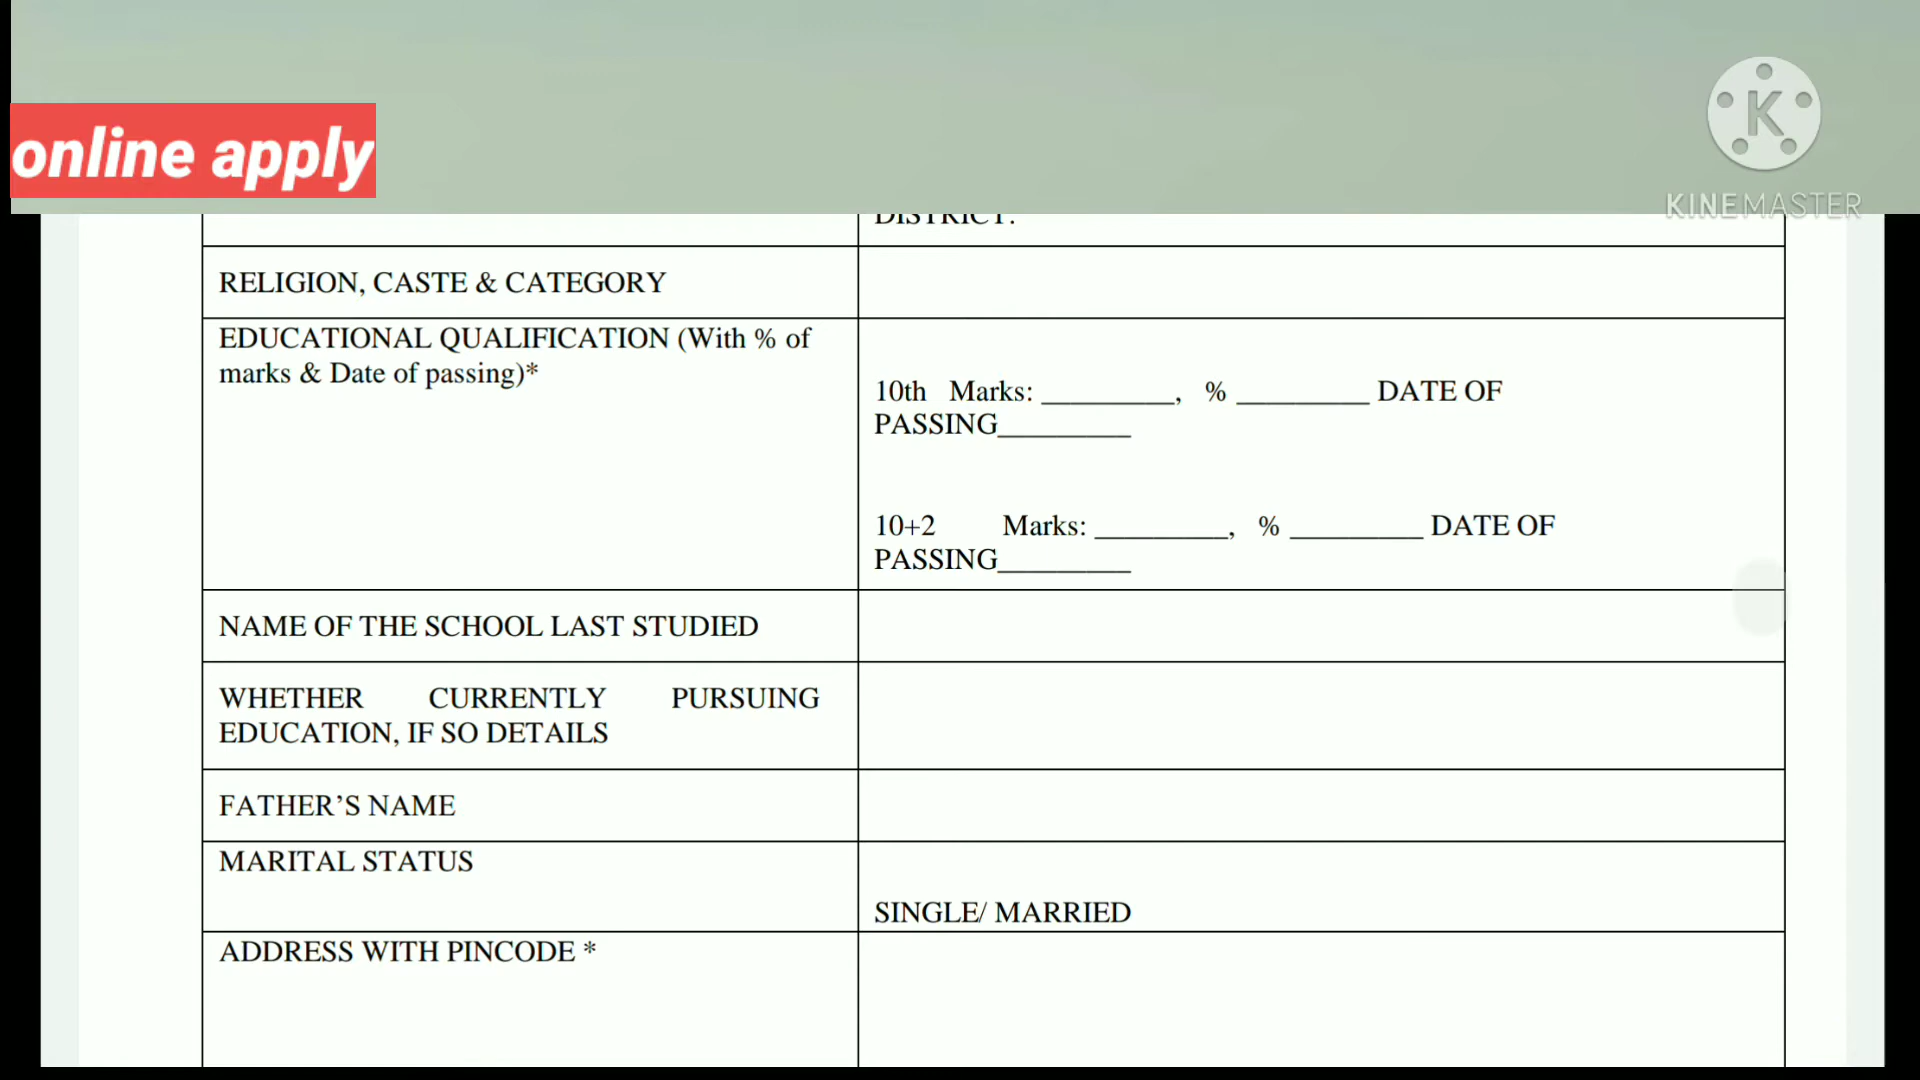 online apply
K
KINEMASTER
DISTRICT:
RELIGION, CASTE & CATEGORY
EDUCATIONAL QUALIFICATION (With % of
marks & Date of passing)*
10th Marks: _________, % _________ DATE OF
PASSING_________
10+2 Marks: _________, % _________ DATE OF
PASSING_________
NAME OF THE SCHOOL LAST STUDIED
WHETHER CURRENTLY PURSUING
EDUCATION, IF SO DETAILS
FATHER’S NAME
MARITAL STATUS
SINGLE/ MARRIED
ADDRESS WITH PINCODE *